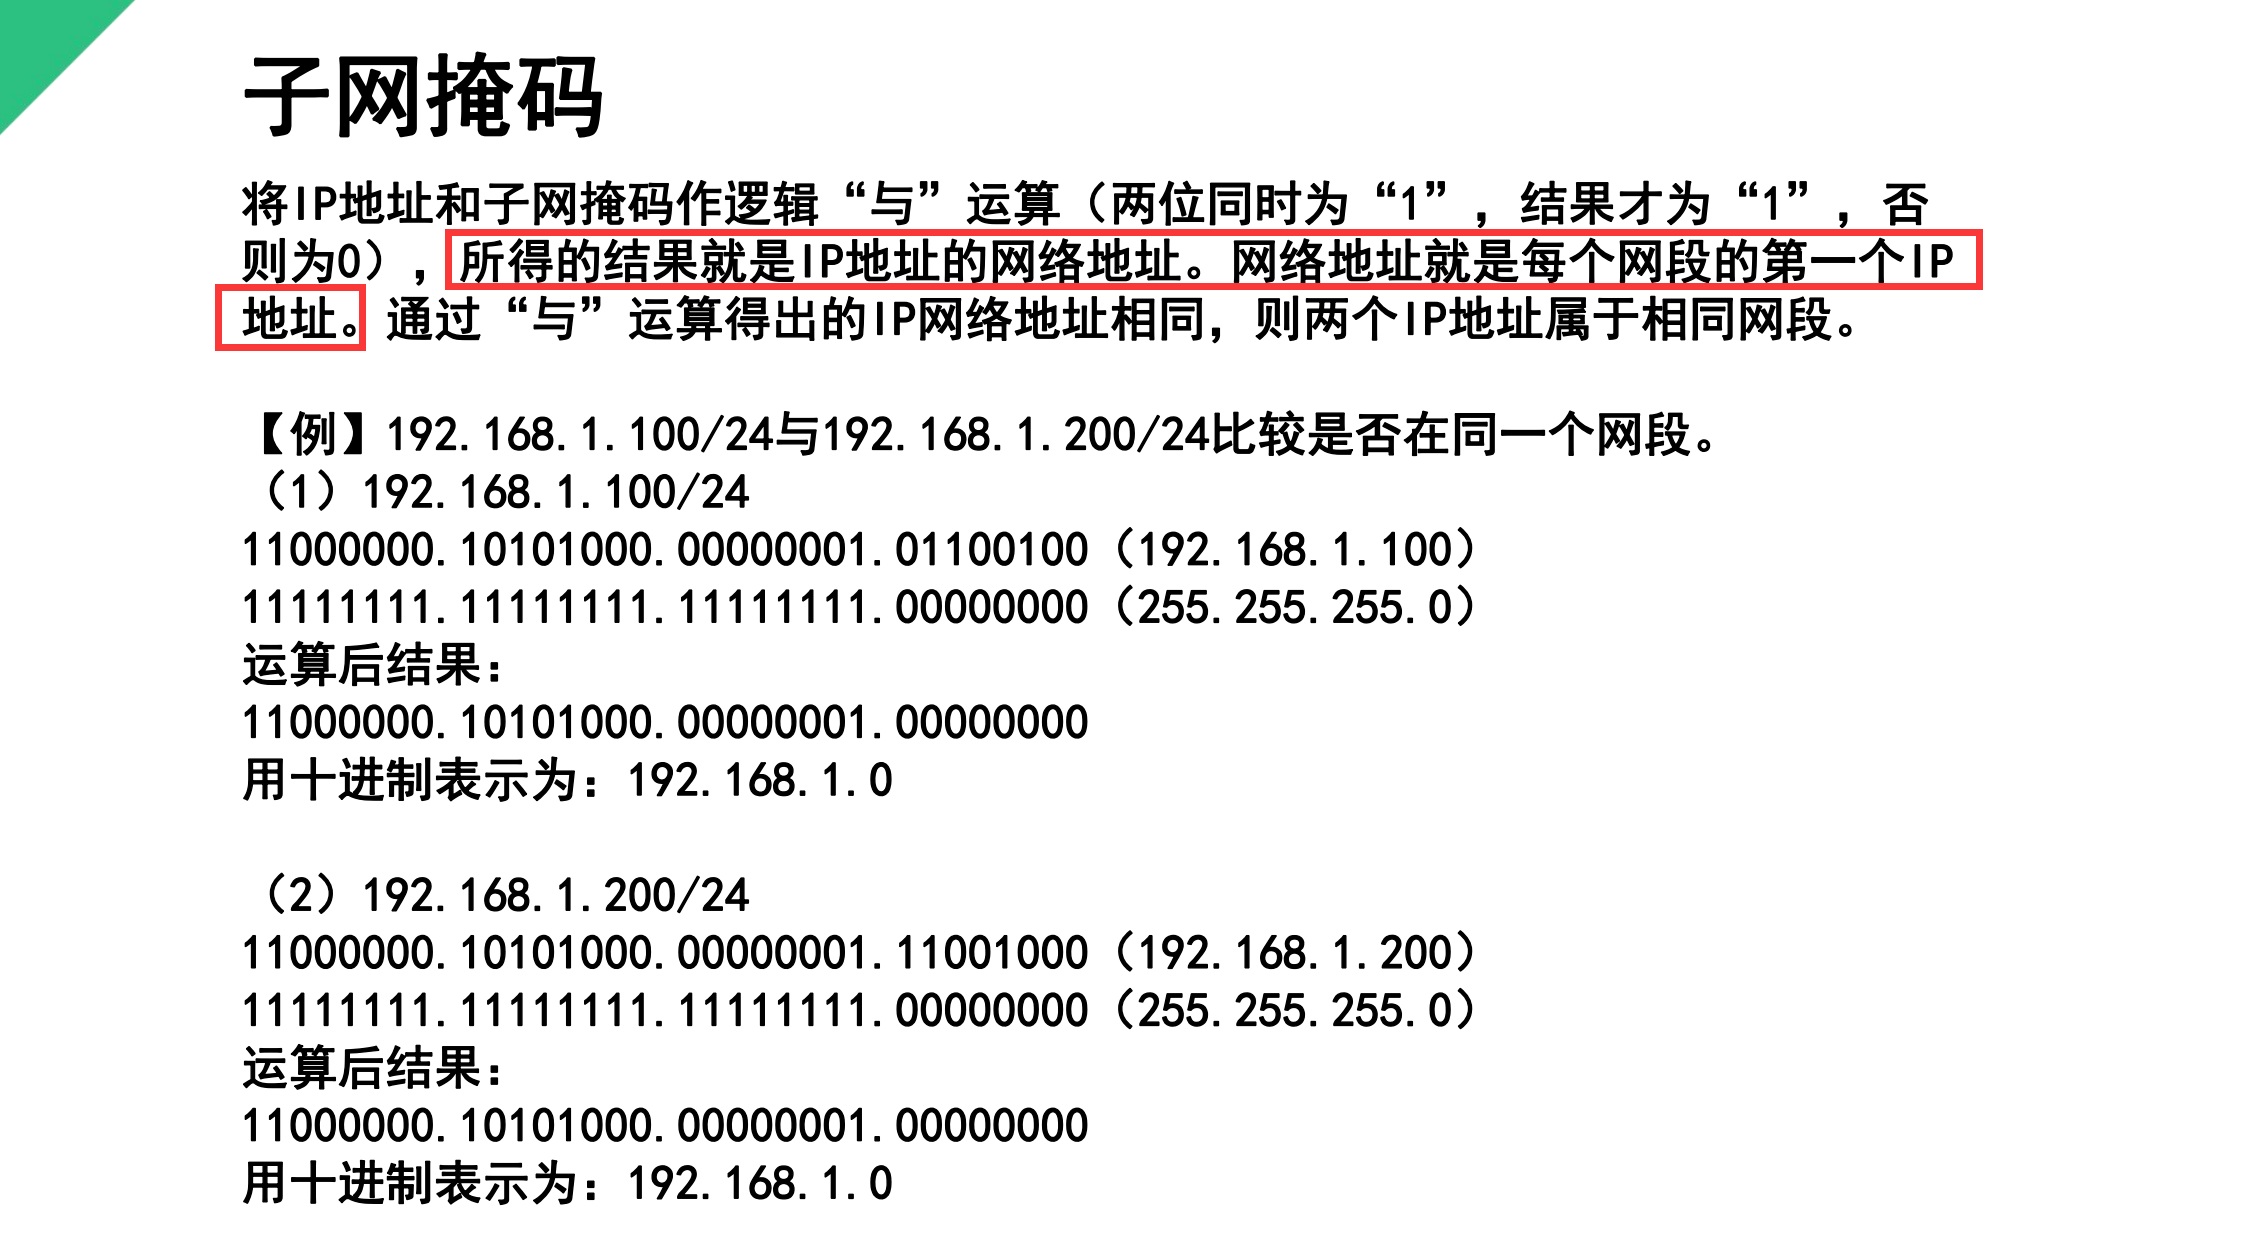 子网掩码
将IP地址和子网掩码作逻辑“与”运算（两位同时为“1”，结果才为“1”，否
则为0），所得的结果就是IP地址的网络地址。网络地址就是每个网段的第一个IP
地址。通过“与”运算得出的IP网络地址相同，则两个IP地址属于相同网段。
【例】192.168.1.100/24与192.168.1.200/24比较是否在同一个网段。
（1）192.168.1.100/24
11000000.10101000.00000001.01100100（192.168.1.100）
11111111.11111111.11111111.00000000（255.255.255.0）
运算后结果：
11000000.10101000.00000001.00000000
用十进制表示为：192.168.1.0
（2）192.168.1.200/24
11000000.10101000.00000001.11001000（192.168.1.200）
11111111.11111111.11111111.00000000（255.255.255.0）
运算后结果：
11000000.10101000.00000001.00000000
用十进制表示为：192.168.1.0